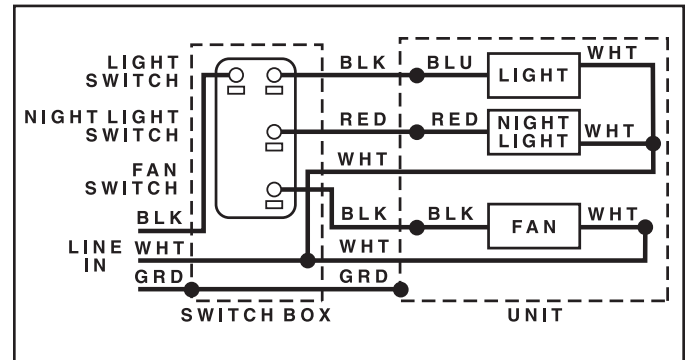 LIGHT
SWITCH
NIGHT LIGHT
SWITCH
FAN
SWITCH
BLK
LINE
IN
WHT
GRD
BLK
BLU
LIGHT
WHT
RED
RED
NIGHT
LIGHT
WHT
WHT
BLK
BLK
FAN
WHT
WHT
GRD
SWITCH BOX
UNIT